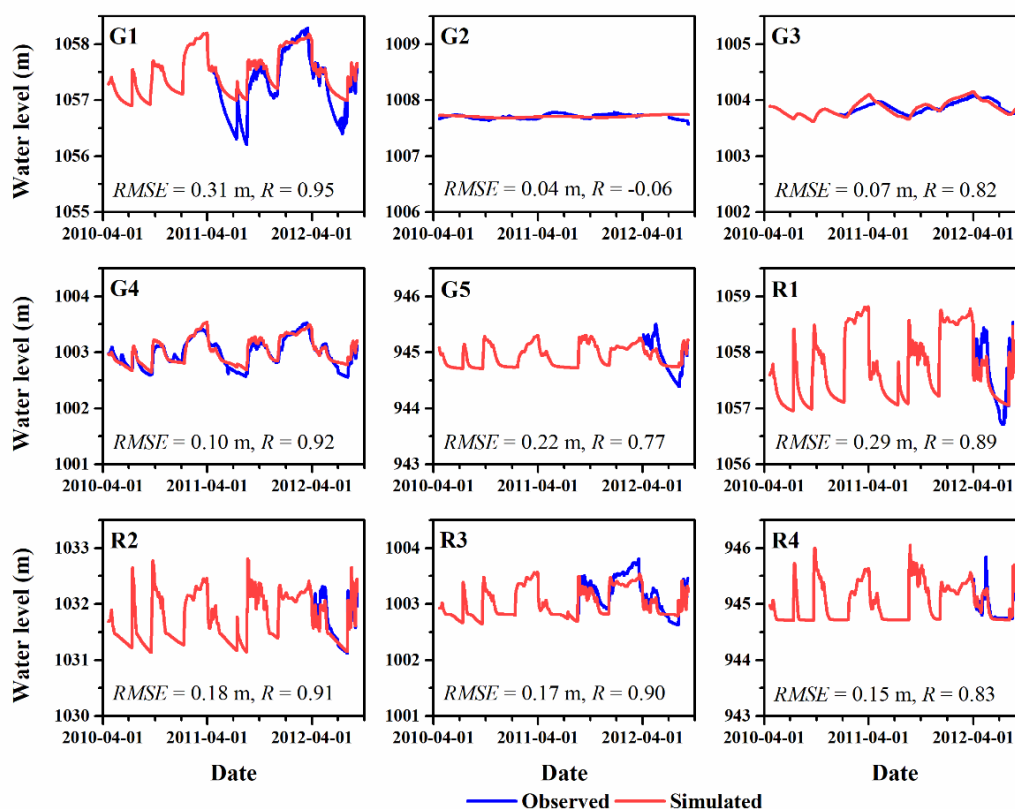 G1
G2
G3
Water level (m)
1058
1057
1056
1055
1009
1008
1007
1006
1005
1004
1003
1002
RMSE = 0.31 m, R = 0.95
RMSE = 0.04 m, R = -0.06
RMSE = 0.07 m, R = 0.82
2010-04-01 2011-04-01 2012-04-01
2010-04-01 2011-04-01 2012-04-01
2010-04-01 2011-04-01 2012-04-01
G4
G5
R1
Water level (m)
1004
1003
1002
1001
946
945
944
943
1059
1058
1057
1056
RMSE = 0.10 m, R = 0.92
RMSE = 0.22 m, R = 0.77
RMSE = 0.29 m, R = 0.89
2010-04-01 2011-04-01 2012-04-01
2010-04-01 2011-04-01 2012-04-01
2010-04-01 2011-04-01 2012-04-01
R2
R3
R4
Water level (m)
1033
1032
1031
1030
1004
1003
1002
1001
946
945
944
943
RMSE = 0.18 m, R = 0.91
RMSE = 0.17 m, R = 0.90
RMSE = 0.15 m, R = 0.83
2010-04-01 2011-04-01 2012-04-01
2010-04-01 2011-04-01 2012-04-01
2010-04-01 2011-04-01 2012-04-01
Date
Date
Date
Observed
Simulated